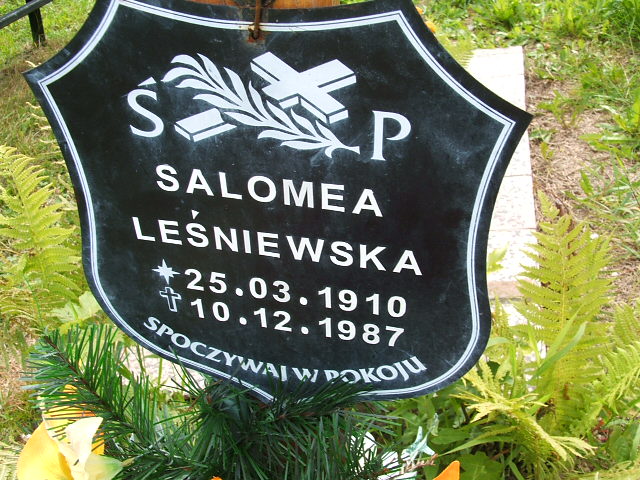 Ś P
SALOMEA
LEŚNIEWSKA
25.03.1910
10.12.1987
SPOCZYWAJ W POKOJU